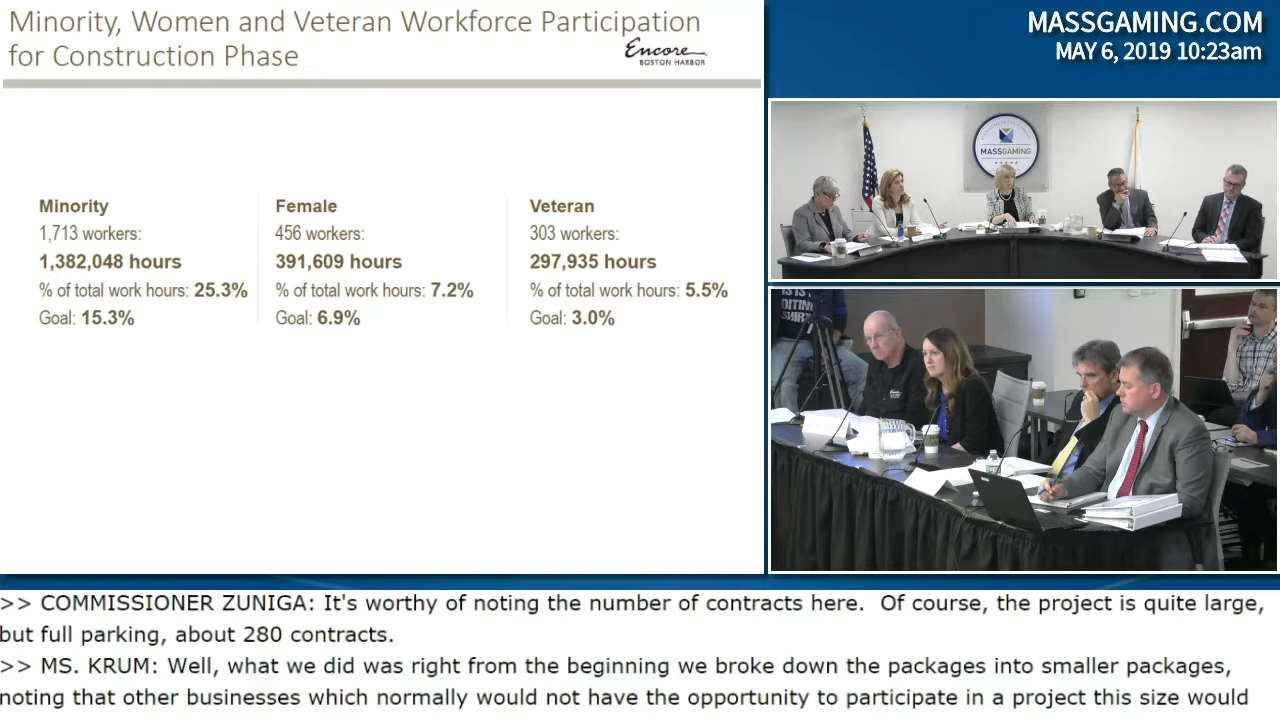 Minority, Women and Veteran Workforce Participation
for Construction Phase
Encore
BOSTON HARBOR
Minority
1,713 workers:
1,382,048 hours
% of total work hours: 25.3%
Goal: 15.3%
Female
456 workers:
391,609 hours
% of total work hours: 7.2%
Goal: 6.9%
Veteran
303 workers:
297,935 hours
% of total work hours: 5.5%
Goal: 3.0%
MASSGAMING.COM
MAY 6, 2019 10:23am
MASSGAMING
>> COMMISSIONER ZUNIGA: It's worthy of noting the number of contracts here.  Of course, the project is quite large,
but full parking, about 280 contracts.
>> MS. KRUM: Well, what we did was right from the beginning we broke down the packages into smaller packages,
noting that other businesses which normally would not have the opportunity to participate in a project this size would